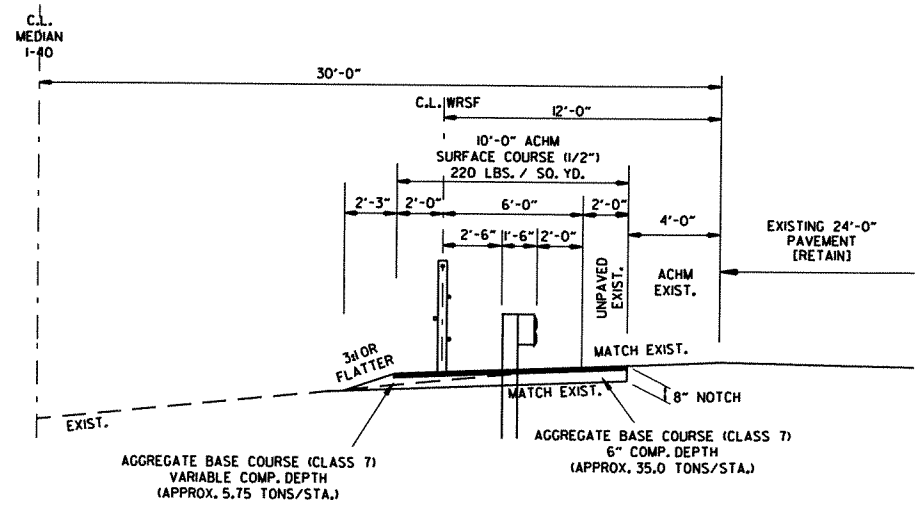 C.L.
MEDIAN
I-40
30'-0"
C.L. WRSF
12'-0"
10'-0" ACHM
SURFACE COURSE (1/2")
220 LBS. / SQ. YD.
2'-3"
2'-0"
6'-0"
2'-0"
4'-0"
2'-6"
1'-6"
2'-0"
EXISTING 24'-0"
PAVEMENT
[RETAIN]
UNPAVED
EXIST.
ACHM
EXIST.
3:1 OR
FLATTER
MATCH EXIST.
MATCH EXIST.
8" NOTCH
EXIST.
AGGREGATE BASE COURSE (CLASS 7)
VARIABLE COMP. DEPTH
(APPROX. 5.75 TONS/STA.)
AGGREGATE BASE COURSE (CLASS 7)
6" COMP. DEPTH
(APPROX. 35.0 TONS/STA.)